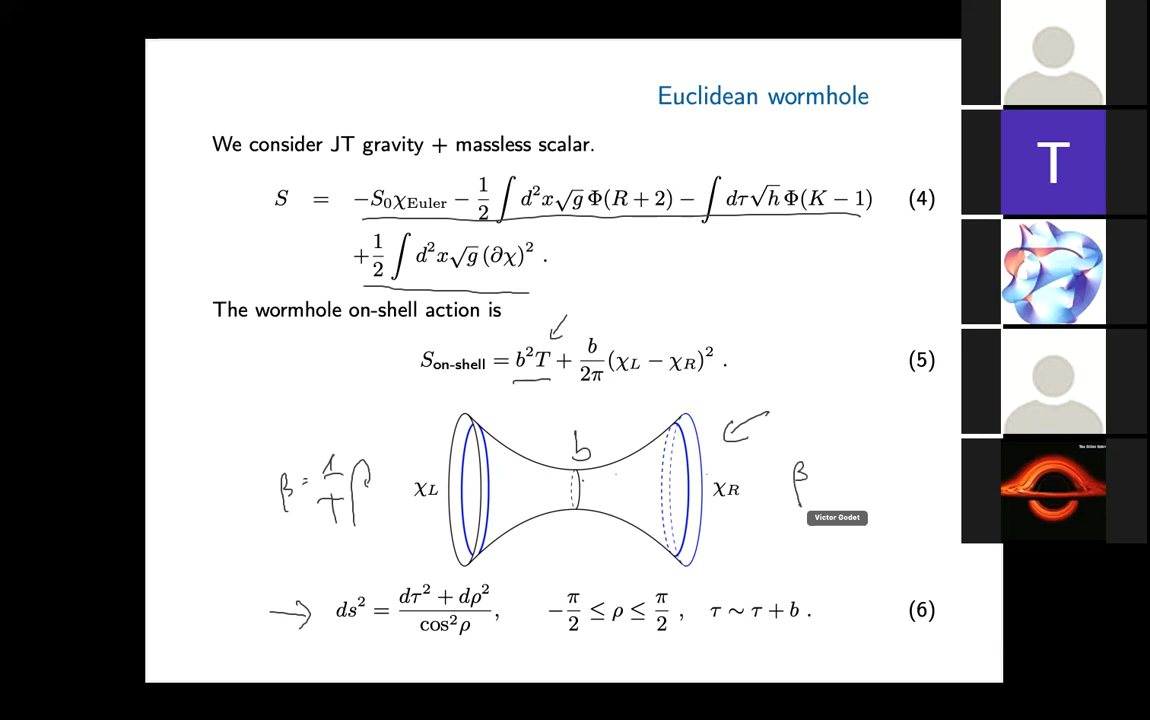 Euclidean wormhole
We consider JT gravity + massless scalar.
S = −S₀χ_Euler − 1/2 ∫ d²x√g Φ(R + 2) − ∫ dτ√h Φ(K − 1) (4)
+ 1/2 ∫ d²x√g (∂χ)² .
The wormhole on-shell action is
S_on-shell = b²T + b/2π (χ_L − χ_R)² . (5)
b
β = 1/T β
χ_L
χ_R
β
Victor Godet
ds² = (dτ² + dρ²)/cos²ρ , −π/2 ≤ ρ ≤ π/2 , τ ∼ τ + b . (6)
T